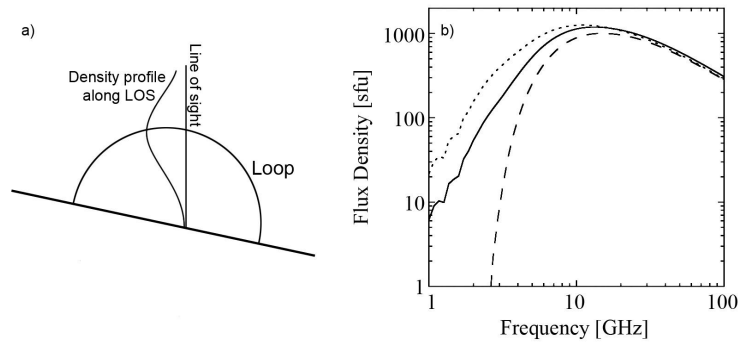 a)
Density profile
along LOS
Line of sight
Loop
b)
Flux Density [sfu]
1000
100
10
1
1
10
100
Frequency [GHz]